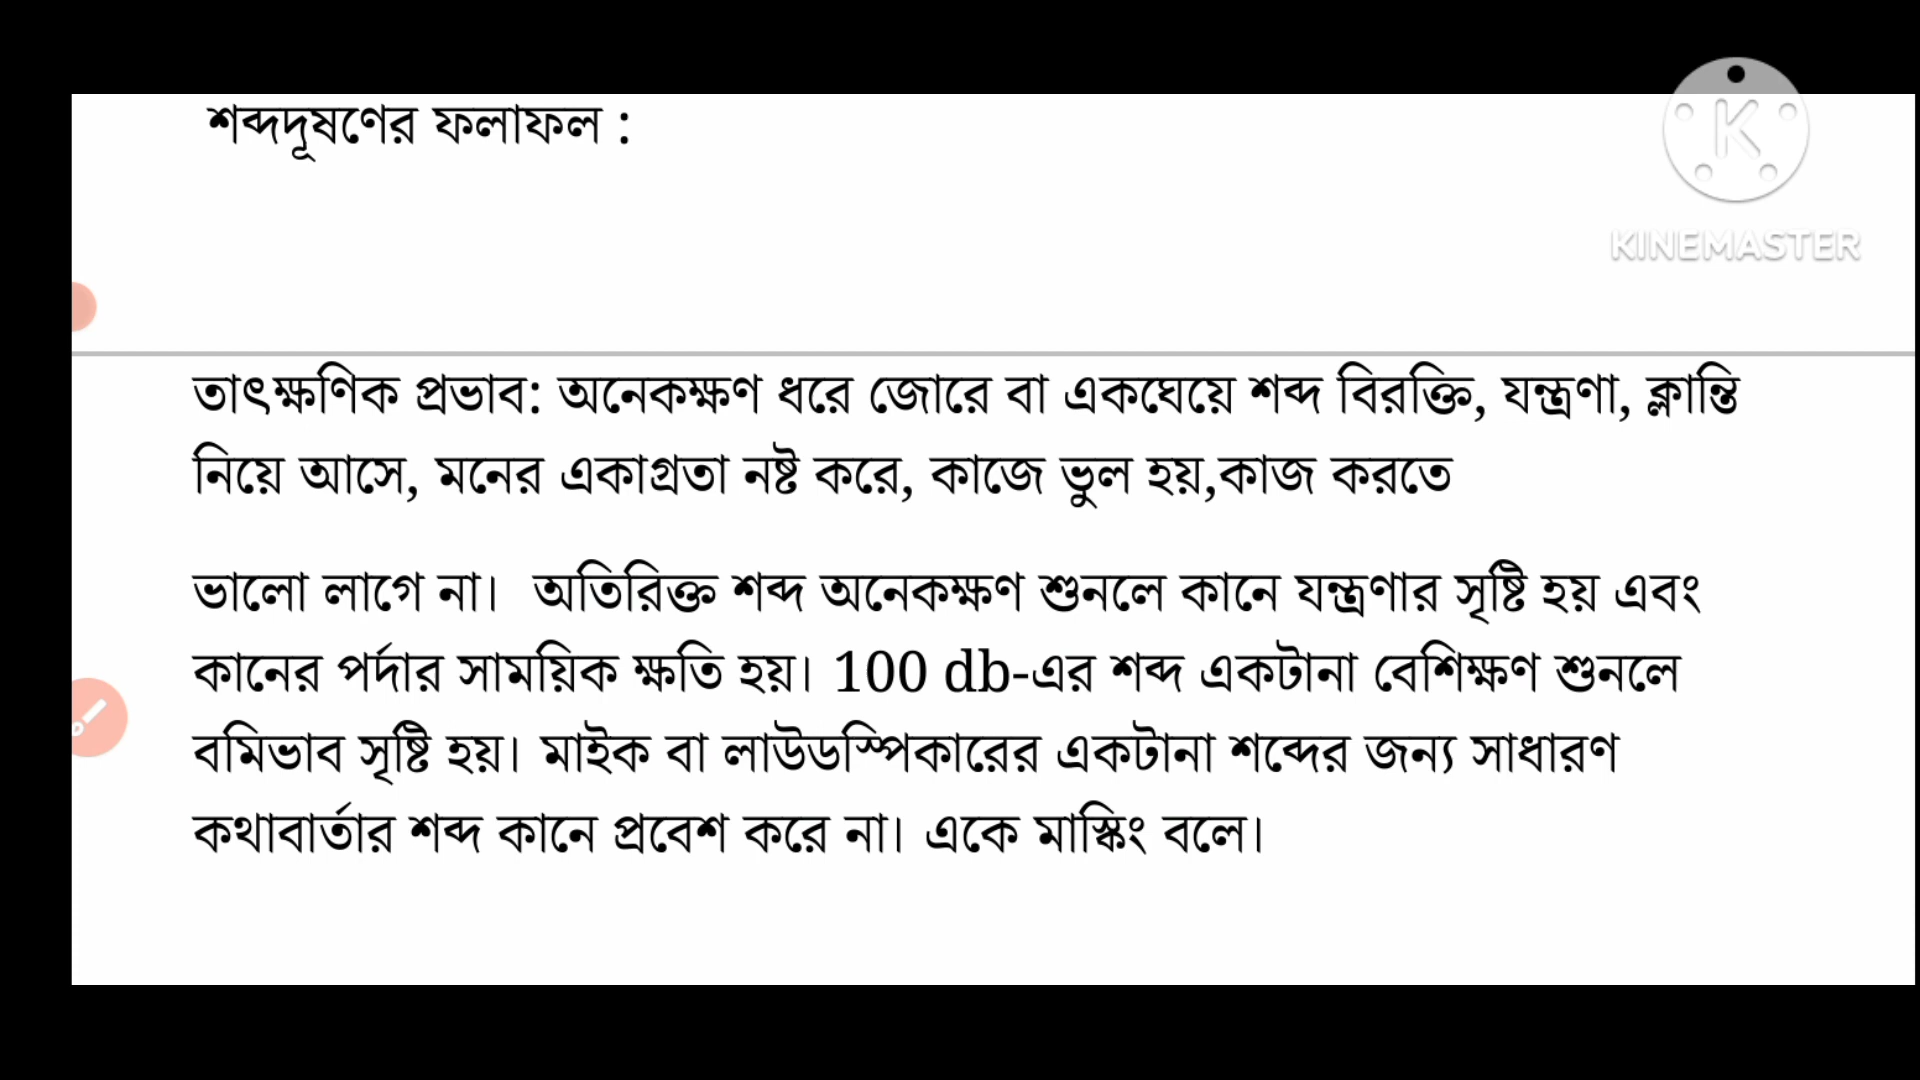 শব্দদূষণের ফলাফল :
KINEMASTER
তাৎক্ষণিক প্রভাব: অনেকক্ষণ ধরে জোরে বা একঘেয়ে শব্দ বিরক্তি, যন্ত্রণা, ক্লান্তি
নিয়ে আসে, মনের একাগ্রতা নষ্ট করে, কাজে ভুল হয়,কাজ করতে
ভালো লাগে না। অতিরিক্ত শব্দ অনেকক্ষণ শুনলে কানে যন্ত্রণার সৃষ্টি হয় এবং
কানের পর্দার সাময়িক ক্ষতি হয়। 100 db-এর শব্দ একটানা বেশিক্ষণ শুনলে
বমিভাব সৃষ্টি হয়। মাইক বা লাউডস্পিকারের একটানা শব্দের জন্য সাধারণ
কথাবার্তার শব্দ কানে প্রবেশ করে না। একে মাস্কিং বলে।